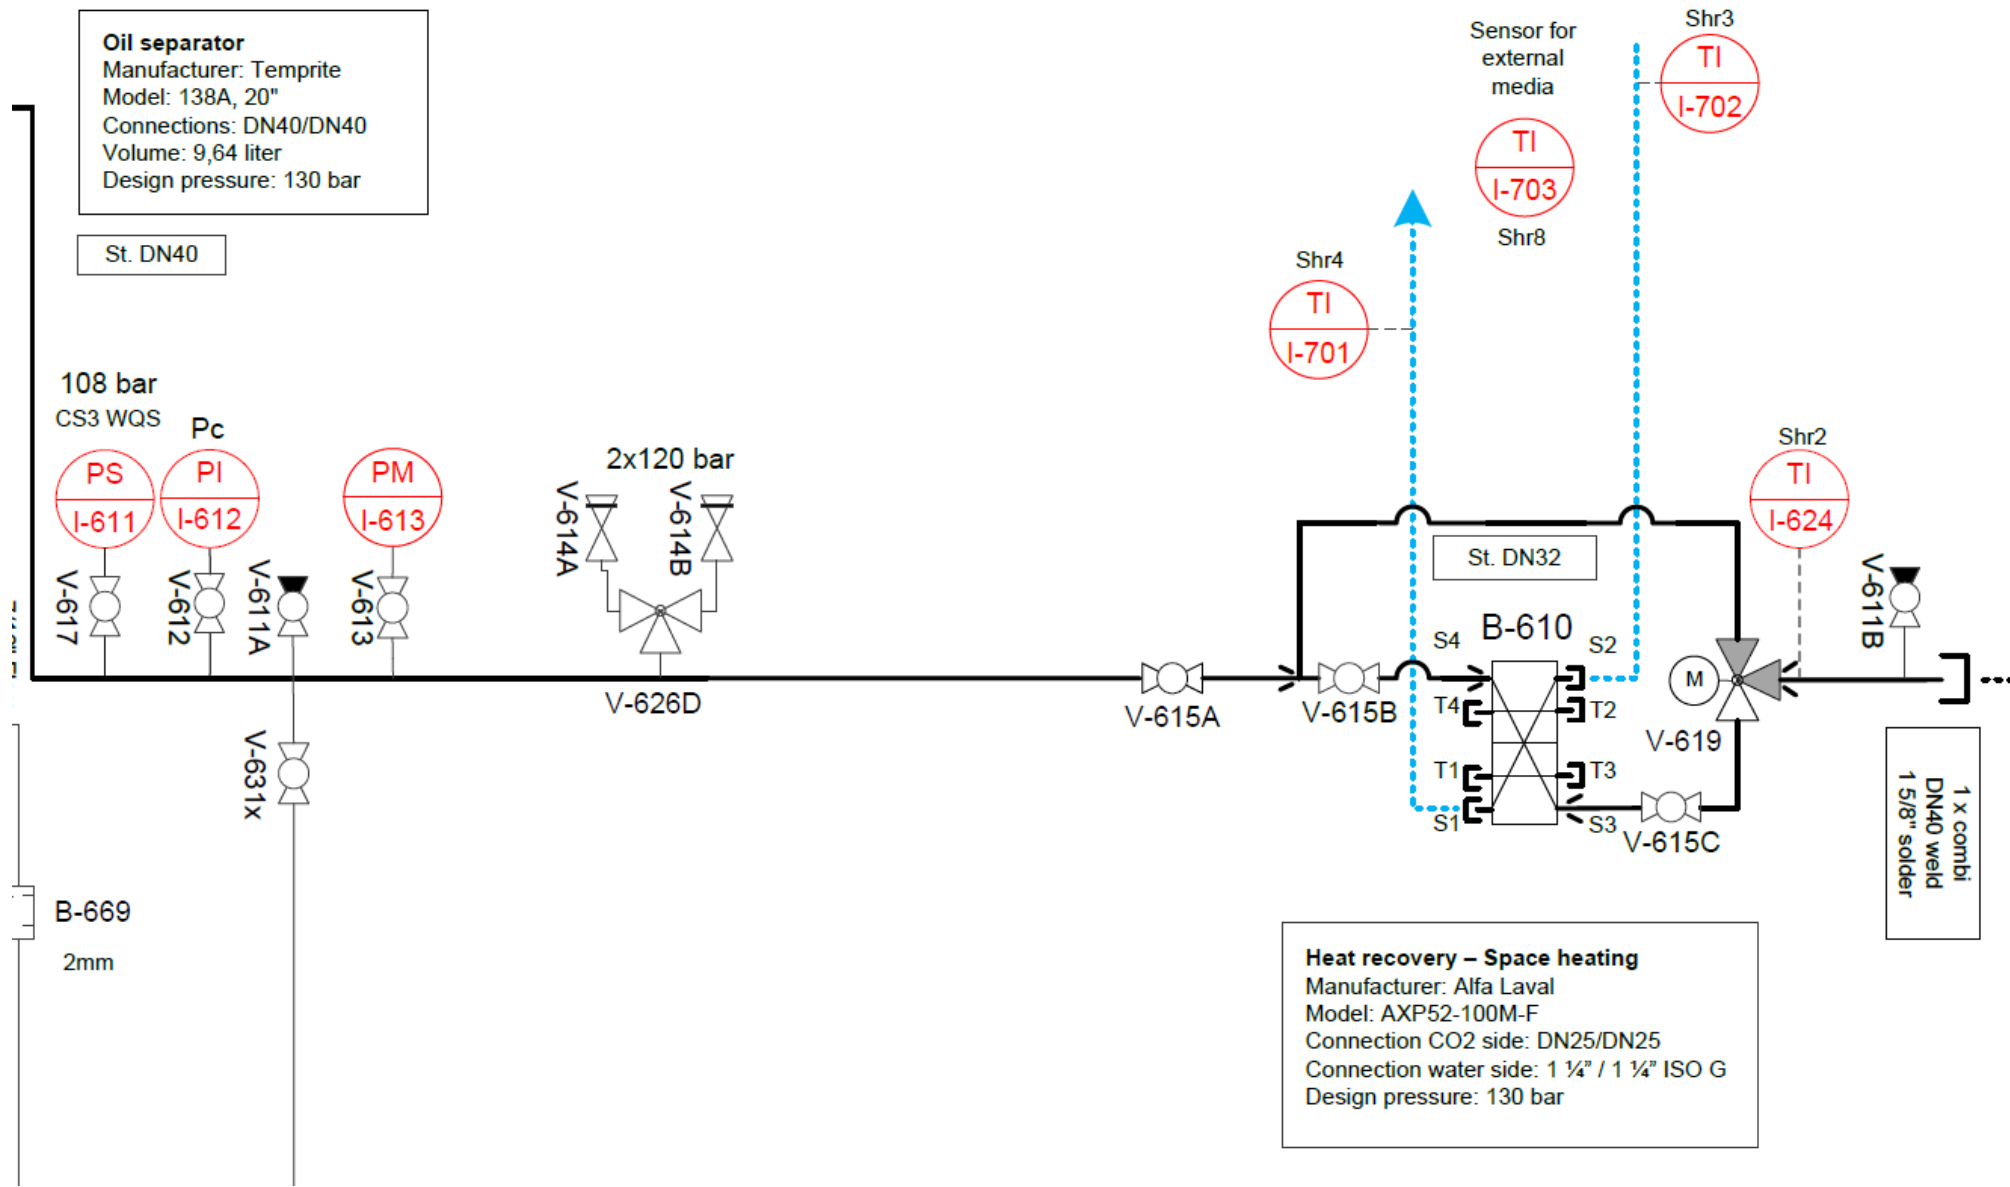 Oil separator
Manufacturer: Temprite
Model: 138A, 20"
Connections: DN40/DN40
Volume: 9,64 liter
Design pressure: 130 bar
St. DN40
Sensor for
external
media
TI
I-703
Shr8
Shr3
TI
I-702
Shr4
TI
I-701
108 bar
CS3 WQS
PS
I-611
V-617
Pc
PI
I-612
V-612
V-611A
PM
I-613
V-613
2x120 bar
V-614A
V-614B
V-626D
V-631x
B-669
2mm
St. DN32
Shr2
TI
I-624
V-611B
B-610
S4
S2
T4
T2
T1
T3
S1
S3
V-615A
V-615B
V-615C
M
V-619
1 x combi
DN40 weld
1 5/8" solder
Heat recovery – Space heating
Manufacturer: Alfa Laval
Model: AXP52-100M-F
Connection CO2 side: DN25/DN25
Connection water side: 1 ¼” / 1 ¼” ISO G
Design pressure: 130 bar